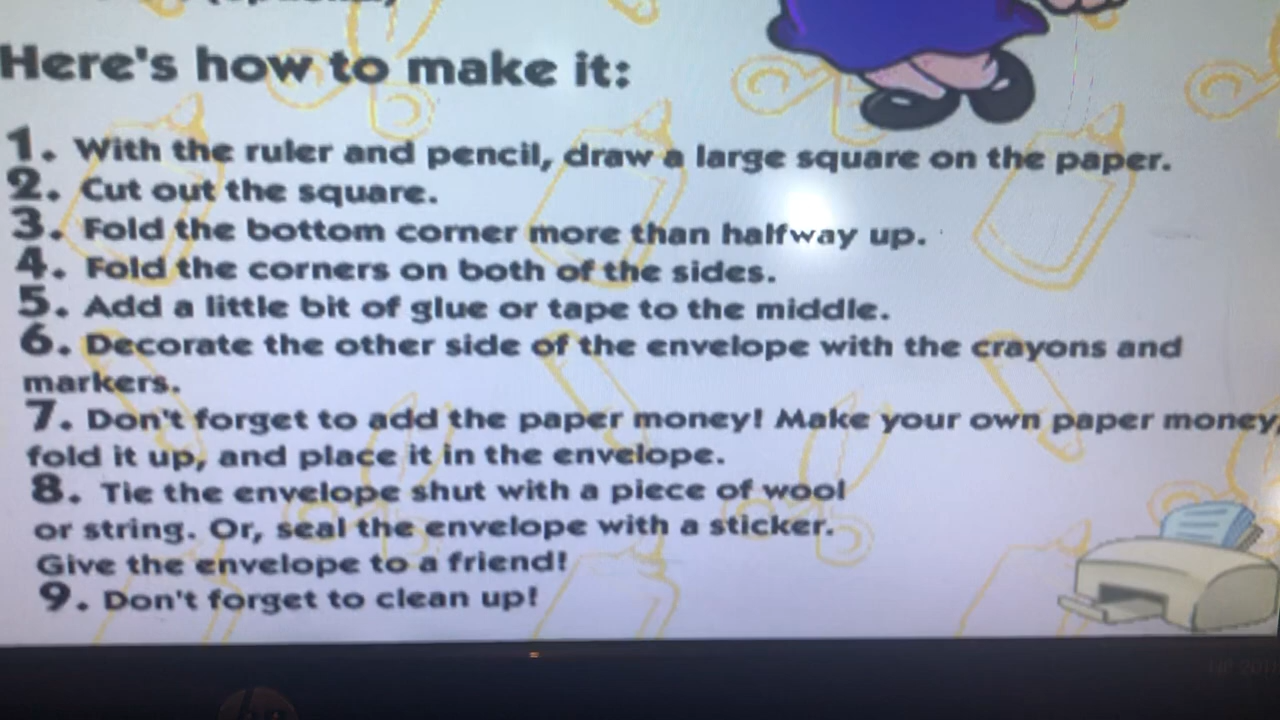 Here's how to make it:
1. With the ruler and pencil, draw a large square on the paper.
2. Cut out the square.
3. Fold the bottom corner more than halfway up.
4. Fold the corners on both of the sides.
5. Add a little bit of glue or tape to the middle.
6. Decorate the other side of the envelope with the crayons and
markers.
7. Don't forget to add the paper money! Make your own paper money,
fold it up, and place it in the envelope.
8. Tie the envelope shut with a piece of wool
or string. Or, seal the envelope with a sticker.
Give the envelope to a friend!
9. Don't forget to clean up!